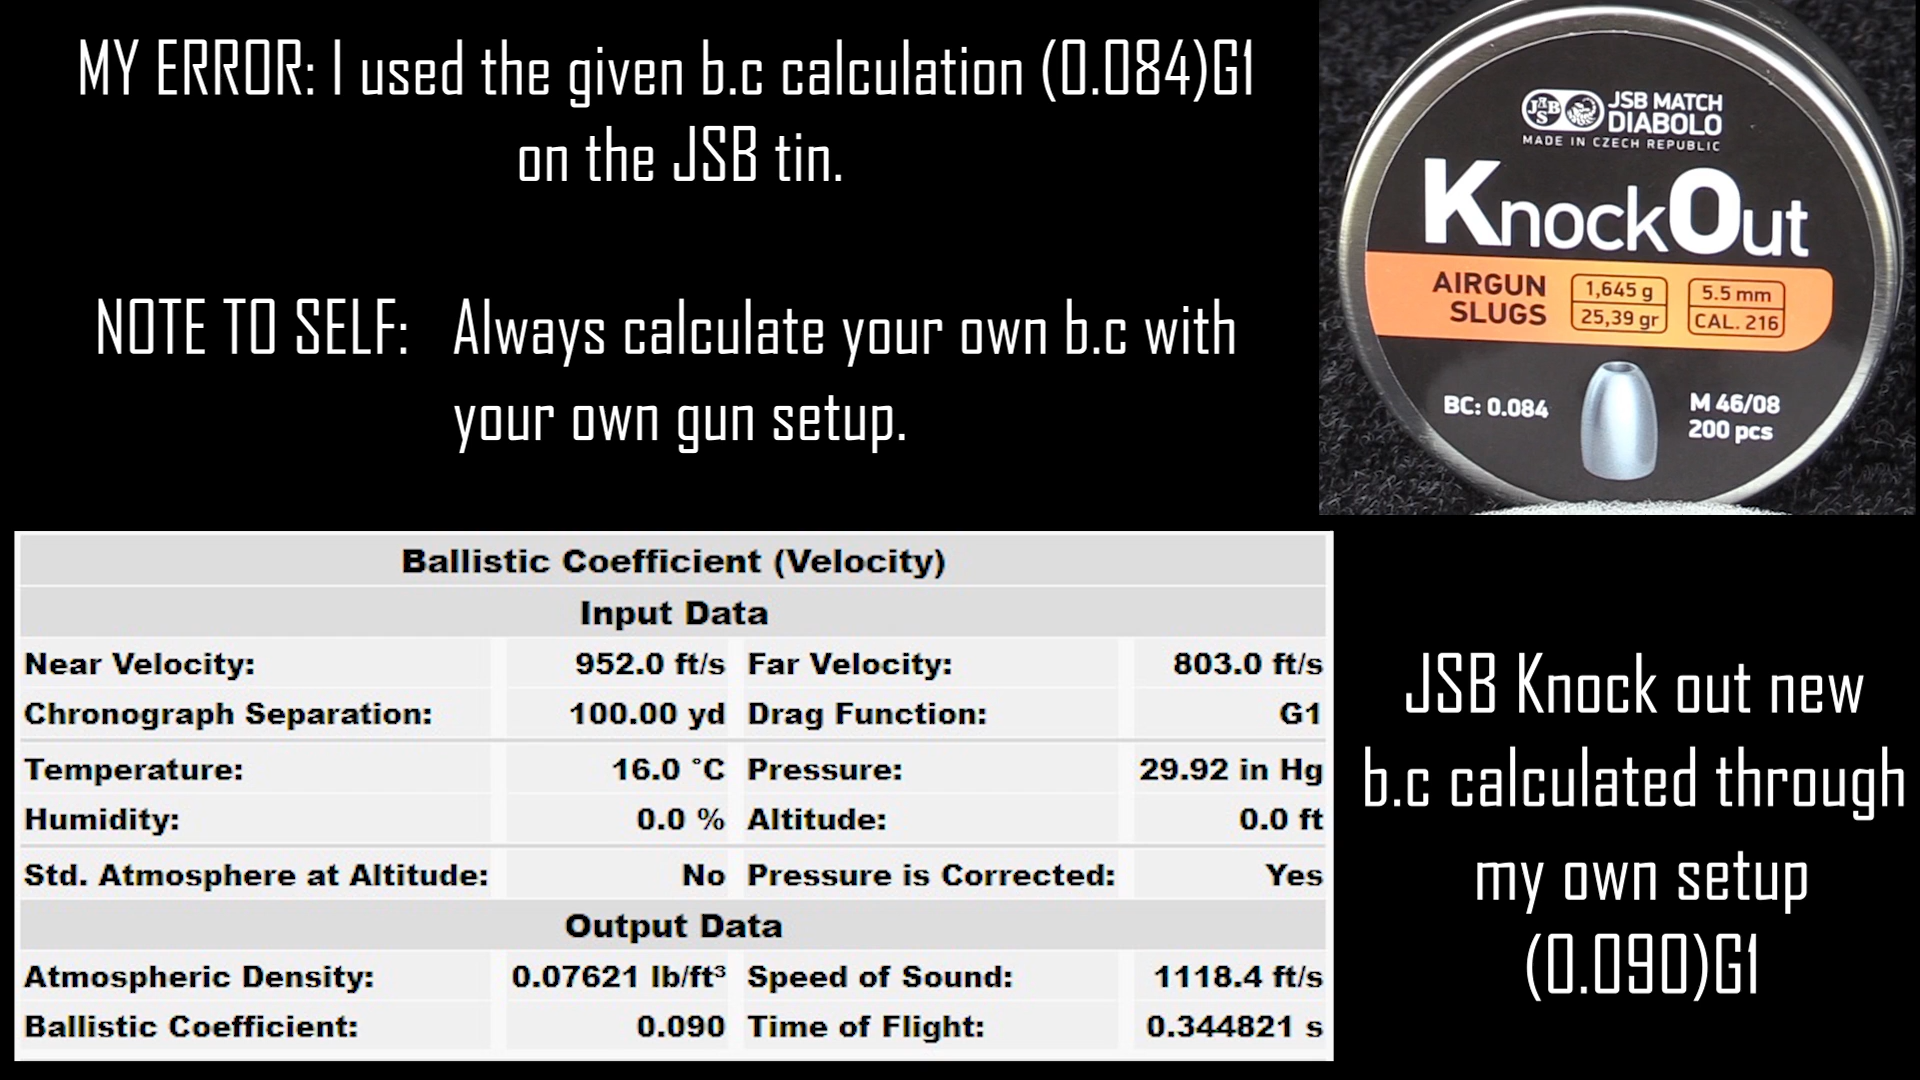 MY ERROR: I used the given b.c calculation (0.084)G1
on the JSB tin.
NOTE TO SELF: Always calculate your own b.c with
your own gun setup.
JSB MATCH
DIABOLO
MADE IN CZECH REPUBLIC
KnockOut
AIRGUN
SLUGS
1,645 g
25,39 gr
5.5 mm
CAL. 216
BC: 0.084
M 46/08
200 pcs
Ballistic Coefficient (Velocity)
Input Data
Near Velocity: 952.0 ft/s Far Velocity: 803.0 ft/s
Chronograph Separation: 100.00 yd Drag Function: G1
Temperature: 16.0 °C Pressure: 29.92 in Hg
Humidity: 0.0 % Altitude: 0.0 ft
Std. Atmosphere at Altitude: No Pressure is Corrected: Yes
Output Data
Atmospheric Density: 0.07621 lb/ft³ Speed of Sound: 1118.4 ft/s
Ballistic Coefficient: 0.090 Time of Flight: 0.344821 s
JSB Knock out new
b.c calculated through
my own setup
(0.090)G1